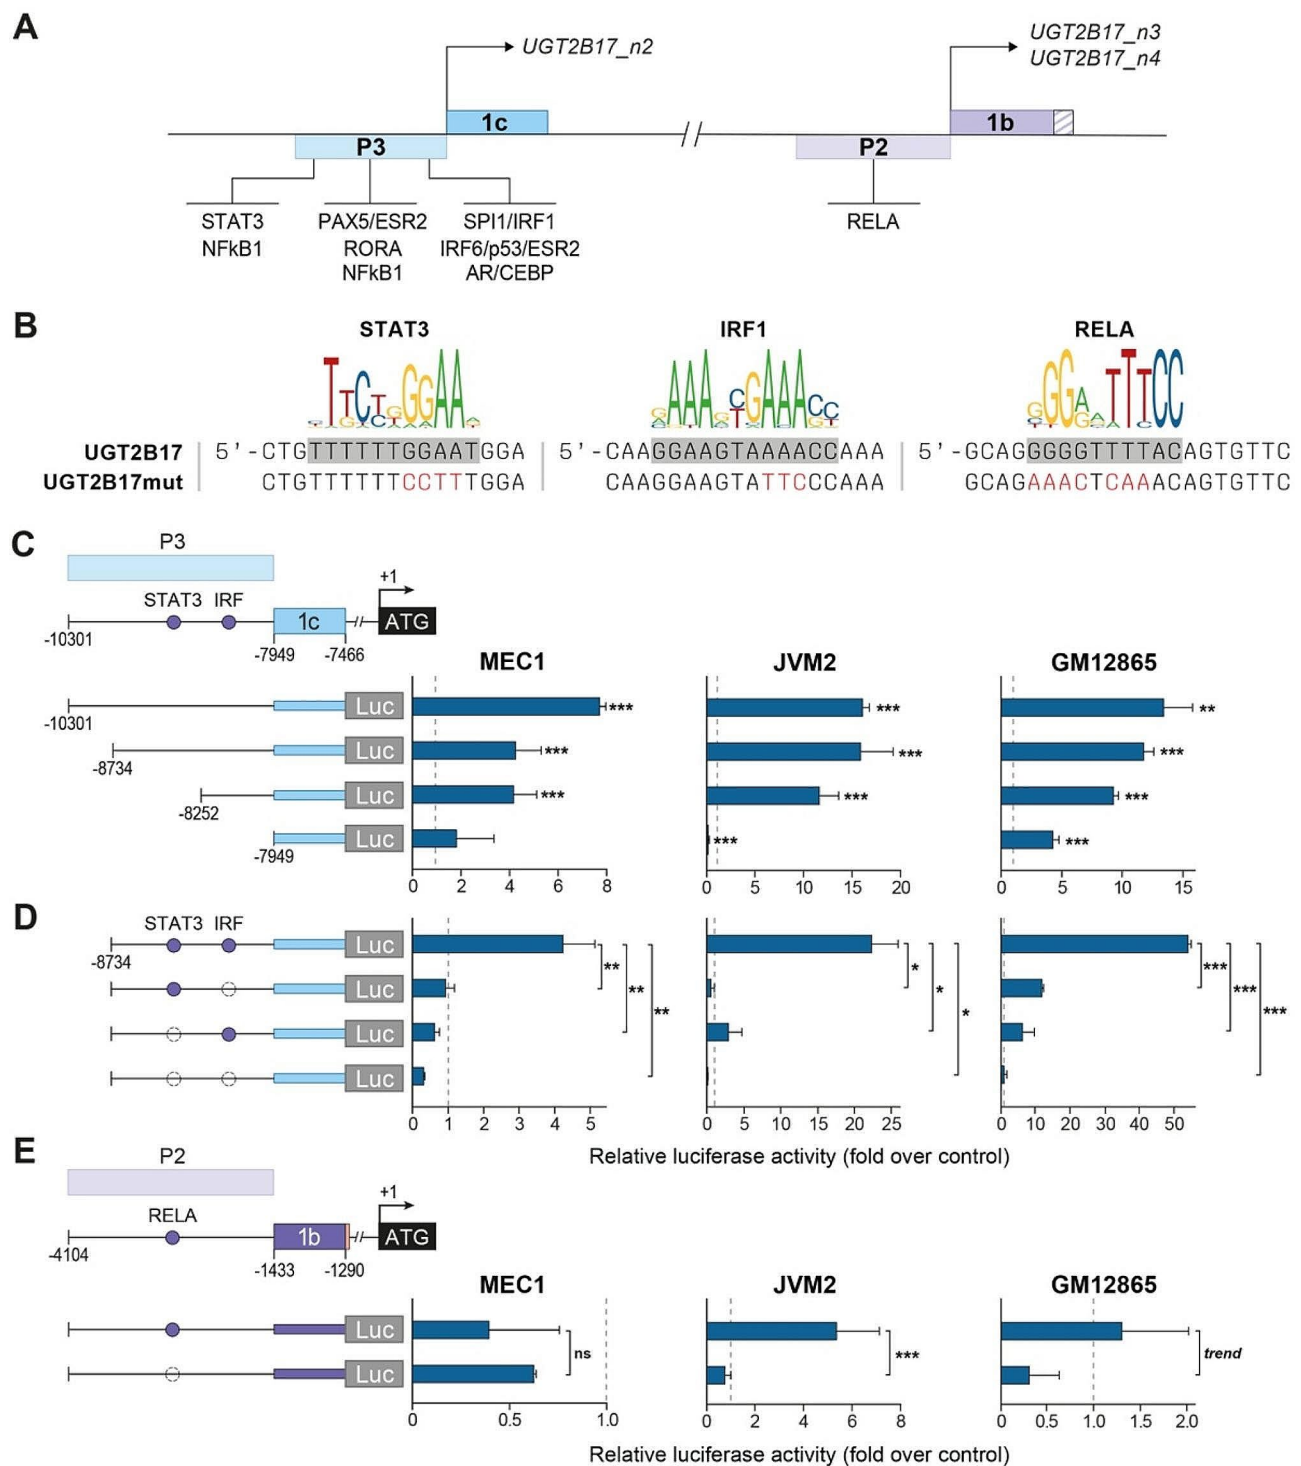 A
UGT2B17_n2
UGT2B17_n3
UGT2B17_n4
1c
1b
P3
P2
STAT3
NFkB1
PAX5/ESR2
RORA
NFkB1
SPI1/IRF1
IRF6/p53/ESR2
AR/CEBP
RELA
B
STAT3
IRF1
RELA
UGT2B17
5'-CTGTTTTTTGGAATGGA
5'-CAAGGAAGTAAAACCAAA
5'-GCAGGGGGTTTTACAGTGTTC
UGT2B17mut
CTGTTTTTTCCTTTGGA
CAAGGAAGTATTCCCAAA
GCAGAAACTCAAACAGTGTTC
C
P3
STAT3 IRF
1c
+1
ATG
-10301
-7949
-7466
MEC1
JVM2
GM12865
-10301
Luc
***
***
**
-8734
Luc
***
***
***
-8252
Luc
***
***
***
-7949
Luc
***
***
0 2 4 6 8
0 5 10 15 20
0 5 10 15
D
STAT3 IRF
-8734
Luc
Luc
Luc
Luc
**
**
**
*
*
*
***
***
***
0 1 2 3 4 5
0 5 10 15 20 25
0 10 20 30 40 50
Relative luciferase activity (fold over control)
E
P2
RELA
1b
+1
ATG
-4104
-1433
-1290
MEC1
JVM2
GM12865
Luc
Luc
ns
***
trend
0 0.5 1.0
0 2 4 6 8
0 0.5 1.0 1.5 2.0
Relative luciferase activity (fold over control)